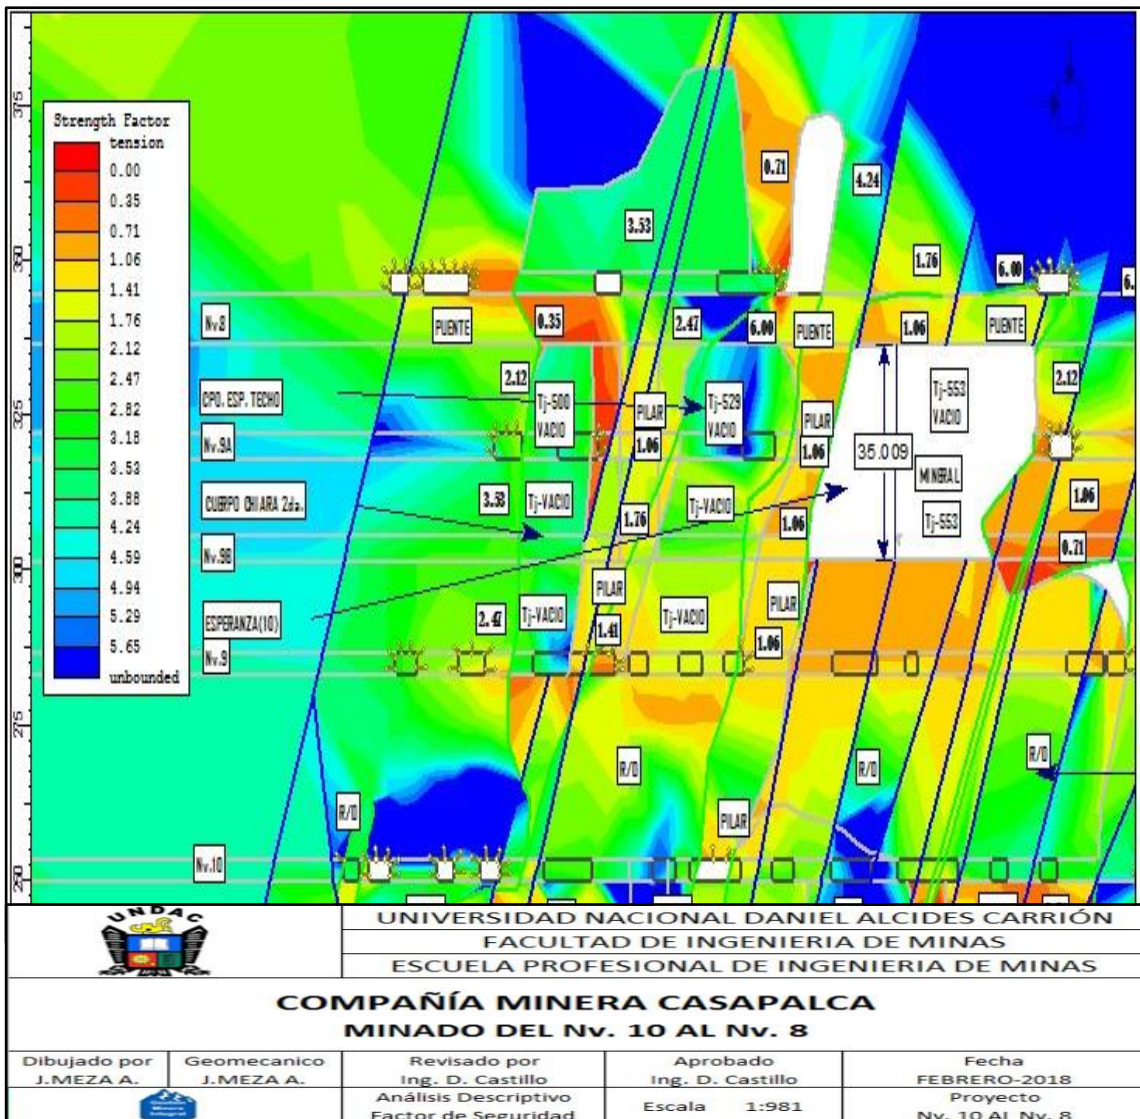 375
350
325
300
275
250
Strength Factor
tension
0.00
0.35
0.71
1.06
1.41
1.76
2.12
2.47
2.82
3.18
3.53
3.88
4.24
4.59
4.94
5.29
5.65
unbounded
0.71
4.24
3.53
1.76
6.00
6.
Nv.8
PUENTE
0.35
2.47
6.00
PUENTE
1.06
PUENTE
2.12
2.12
CPO. ESP. TECHO
Tj-500
VACIO
PILAR
Tj-529
VACIO
PILAR
Tj-553
VACIO
Nv.9A
1.06
1.06
35.009
MINERAL
CUERPO CHIARA 2da.
3.53
Tj-VACIO
1.76
Tj-VACIO
1.06
Tj-553
1.06
Nv.9B
0.71
PILAR
PILAR
ESPERANZA(10)
2.47
Tj-VACIO
1.41
Tj-VACIO
1.06
Nv.9
R/D
R/D
R/D
R/D
PILAR
Nv.10
UNDAC
UNIVERSIDAD NACIONAL DANIEL ALCIDES CARRIÓN
FACULTAD DE INGENIERIA DE MINAS
ESCUELA PROFESIONAL DE INGENIERIA DE MINAS
COMPAÑÍA MINERA CASAPALCA
MINADO DEL Nv. 10 AL Nv. 8
Dibujado por
J.MEZA A.
Geomecanico
J.MEZA A.
Revisado por
Ing. D. Castillo
Aprobado
Ing. D. Castillo
Fecha
FEBRERO-2018
Gestión
Minera
Integral
Análisis Descriptivo
Factor de Seguridad
Escala 1:981
Proyecto
Nv. 10 Al Nv. 8